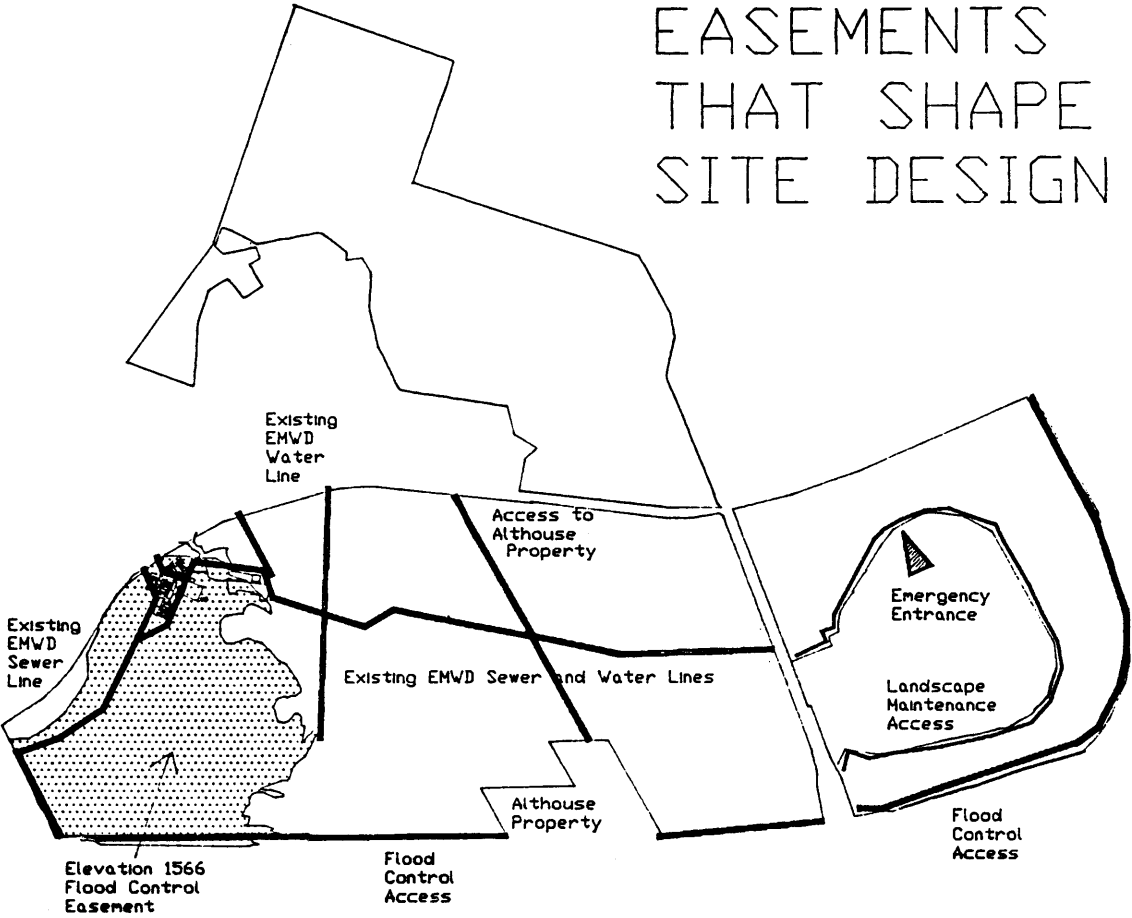 EASEMENTS
THAT SHAPE
SITE DESIGN
Existing
EMWD
Water
Line
Access to
Althouse
Property
Emergency
Entrance
Existing
EMWD
Sewer
Line
Existing EMWD Sewer and Water Lines
Landscape
Maintenance
Access
Althouse
Property
Flood
Control
Access
Flood
Control
Access
Elevation 1566
Flood Control
Easement